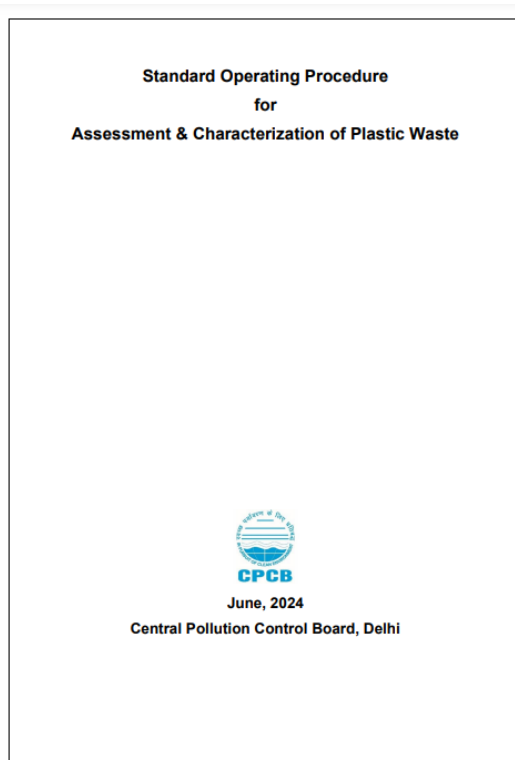 Standard Operating Procedure
for
Assessment & Characterization of Plastic Waste
CPCB
June, 2024
Central Pollution Control Board, Delhi